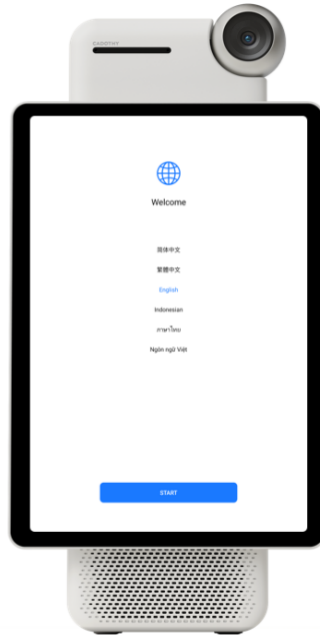 Welcome
简体中文
繁體中文
English
Indonesian
ภาษาไทย
Ngôn ngữ Việt
START